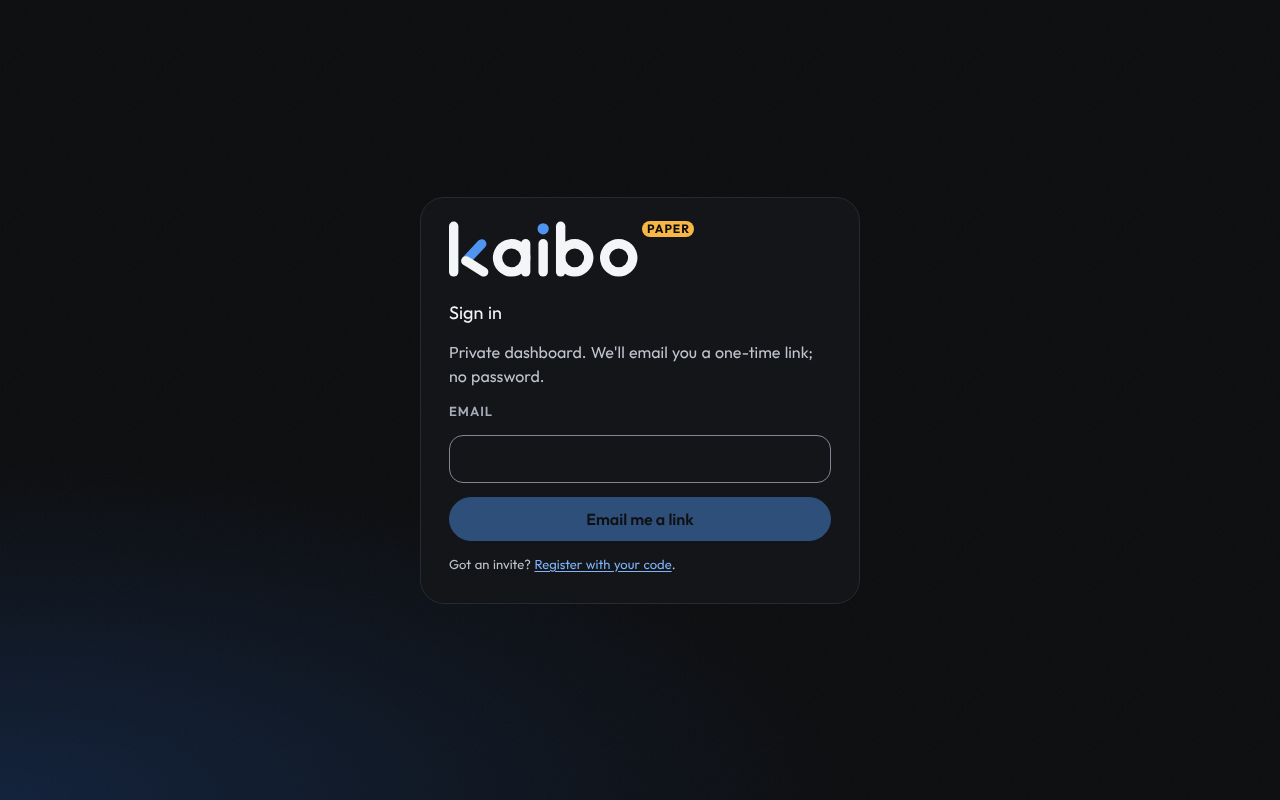 kaibo PAPER
Sign in
Private dashboard. We'll email you a one-time link;
no password.
EMAIL
Email me a link
Got an invite? Register with your code.